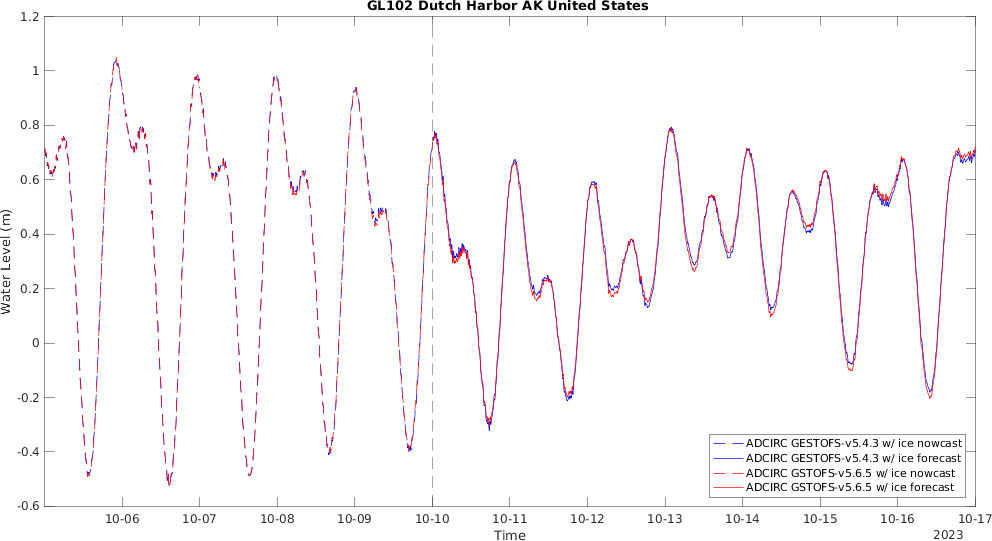 GL102 Dutch Harbor AK United States
1.2
1
0.8
0.6
0.4
0.2
0
-0.2
-0.4
-0.6
Water Level (m)
ADCIRC GESTOFS-v5.4.3 w/ ice nowcast
ADCIRC GESTOFS-v5.4.3 w/ ice forecast
ADCIRC GSTOFS-v5.6.5 w/ ice nowcast
ADCIRC GSTOFS-v5.6.5 w/ ice forecast
10-06 10-07 10-08 10-09 10-10 10-11 10-12 10-13 10-14 10-15 10-16 10-17
Time
2023